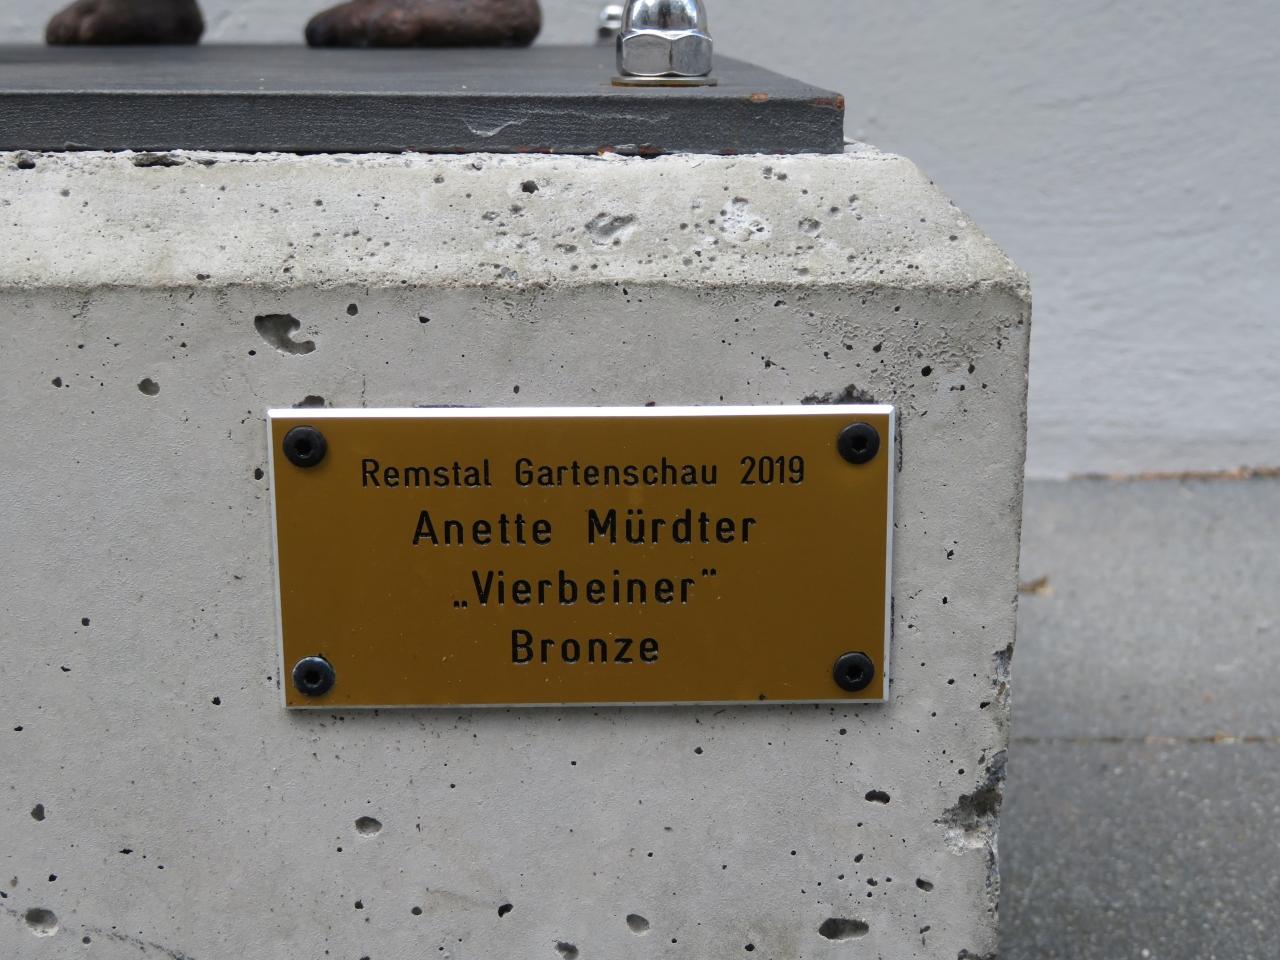 Remstal Gartenschau 2019
Anette Mürdter
„Vierbeiner"
Bronze